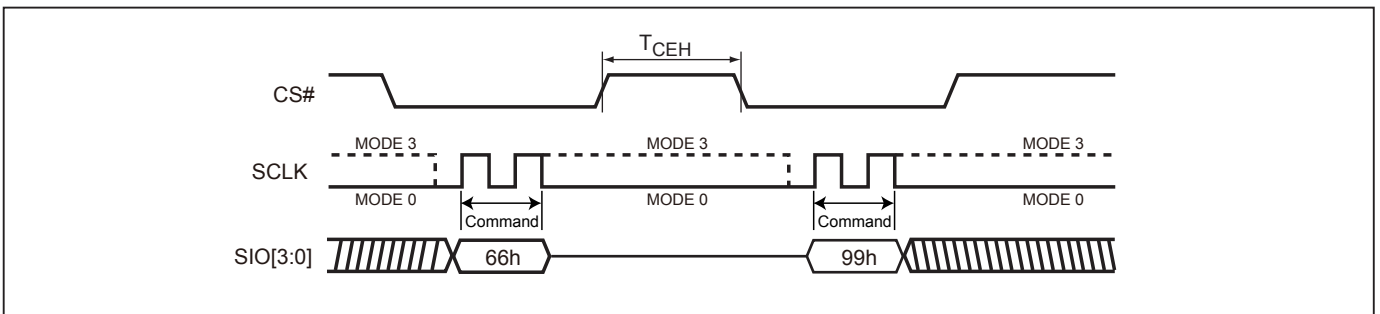 TCEH
CS#
MODE 3 MODE 3 MODE 3
SCLK
MODE 0 MODE 0 MODE 0
Command Command
SIO[3:0] 66h 99h